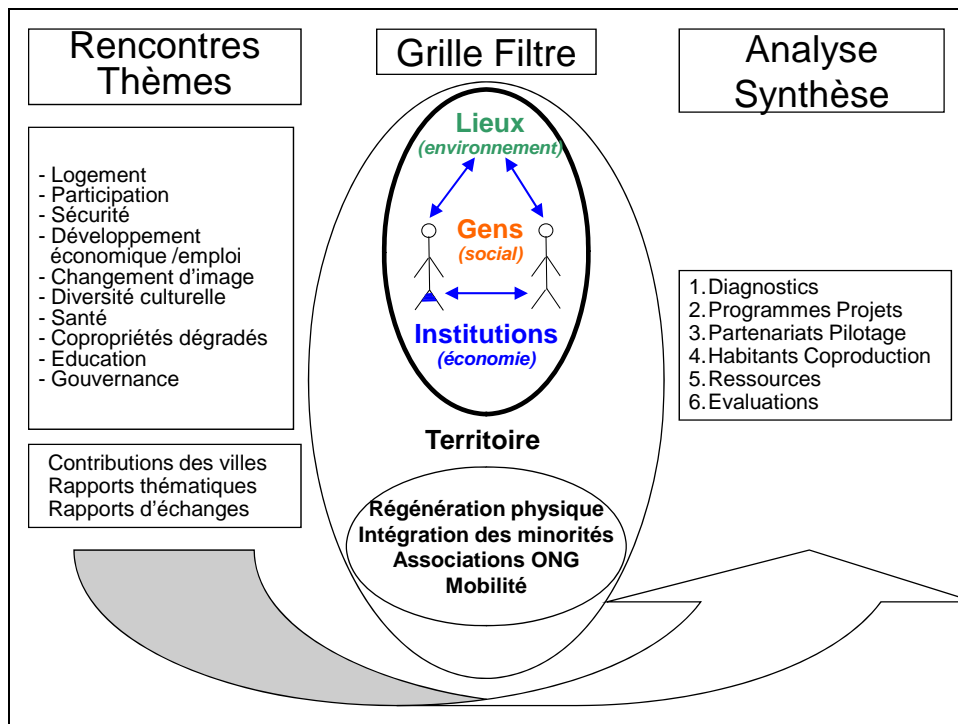 Rencontres
Thèmes
- Logement
- Participation
- Sécurité
- Développement
économique /emploi
- Changement d'image
- Diversité culturelle
- Santé
- Copropriétés dégradés
- Education
- Gouvernance
Contributions des villes
Rapports thématiques
Rapports d'échanges
Grille Filtre
Lieux
(environnement)
Gens
(social)
Institutions
(économie)
Territoire
Régénération physique
Intégration des minorités
Associations ONG
Mobilité
Analyse
Synthèse
1. Diagnostics
2. Programmes Projets
3. Partenariats Pilotage
4. Habitants Coproduction
5. Ressources
6. Evaluations